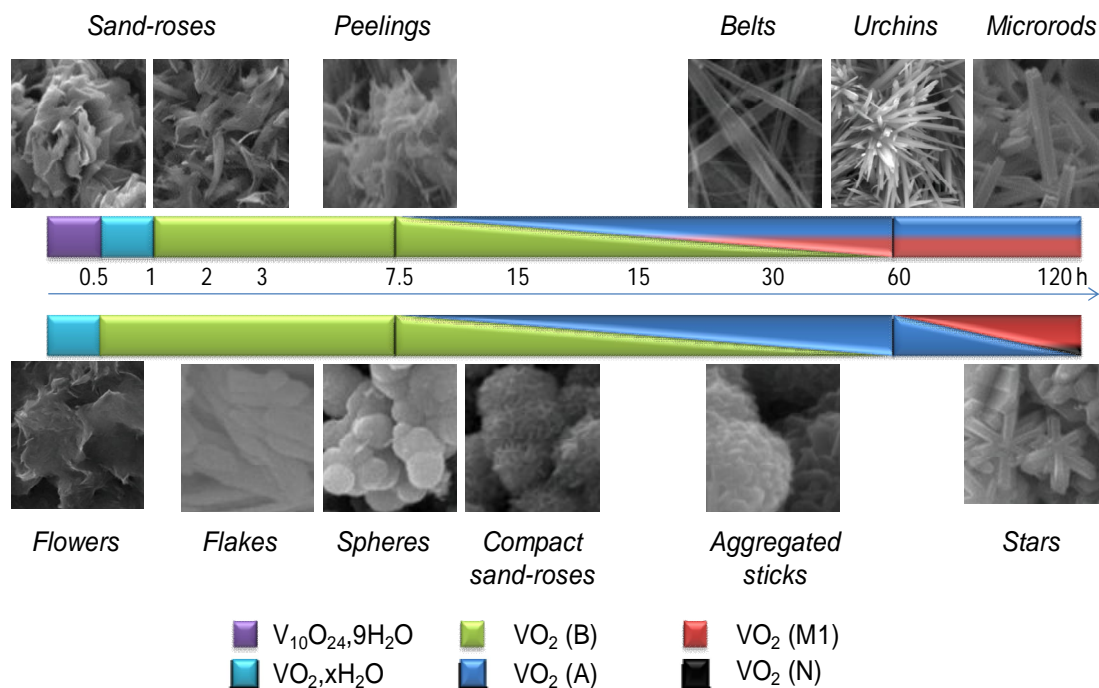 Sand-roses Peelings Belts Urchins Microrods
0.5 1 2 3 7.5 15 15 30 60 120 h
Flowers Flakes Spheres Compact sand-roses Aggregated sticks Stars
V₁₀O₂₄,9H₂O VO₂ (B) VO₂ (M1)
VO₂,xH₂O VO₂ (A) VO₂ (N)